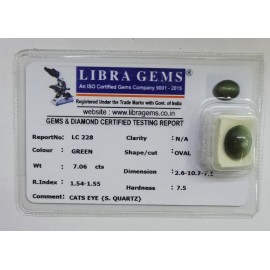 LIBRA GEMS
An ISO Certified Gems Company 9001 - 2015
Registered Under the Trade Marks with Govt. of India
website : www.libragems.co.in
GEMS & DIAMOND CERTIFIED TESTING REPORT
ReportNo: LC 228 Clarity : N/A
Colour : GREEN Shape/cut : OVAL
Wt : 7.06 cts Dimension : 2.6-10.7-7.1
R.Index : 1.54-1.55 Hardness : 7.5
Comment : CATS EYE (S. QUARTZ)